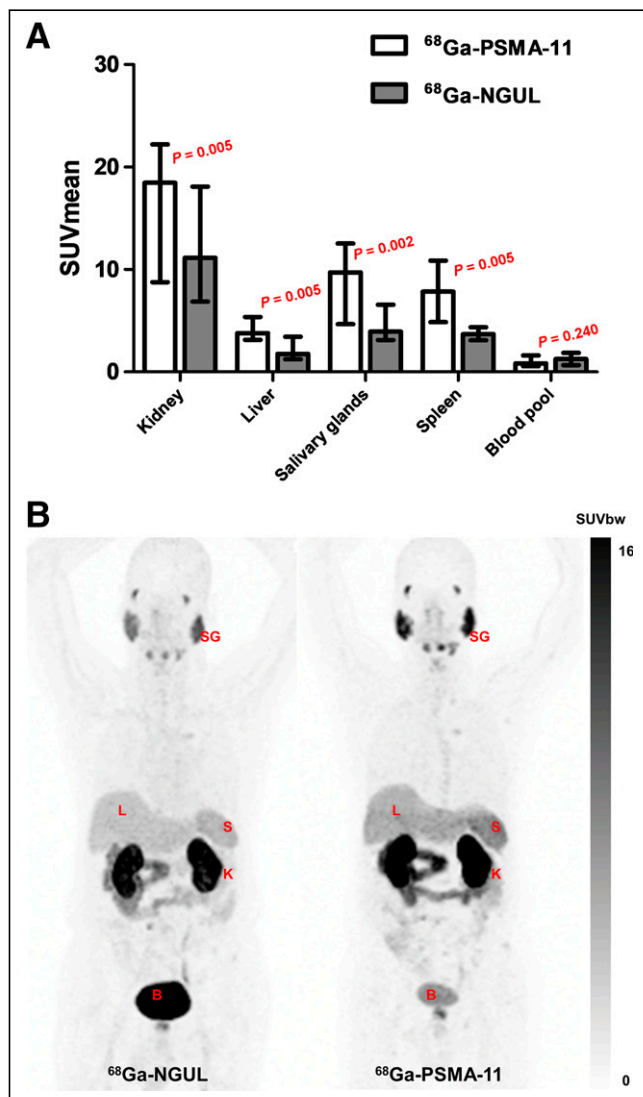 A
68Ga-PSMA-11
68Ga-NGUL
SUVmean
30
20
10
0
P = 0.005
P = 0.005
P = 0.002
P = 0.005
P = 0.240
Kidney
Liver
Salivary glands
Spleen
Blood pool
B
SUVbw
16
0
SG
L
S
K
B
68Ga-NGUL
SG
L
S
K
B
68Ga-PSMA-11